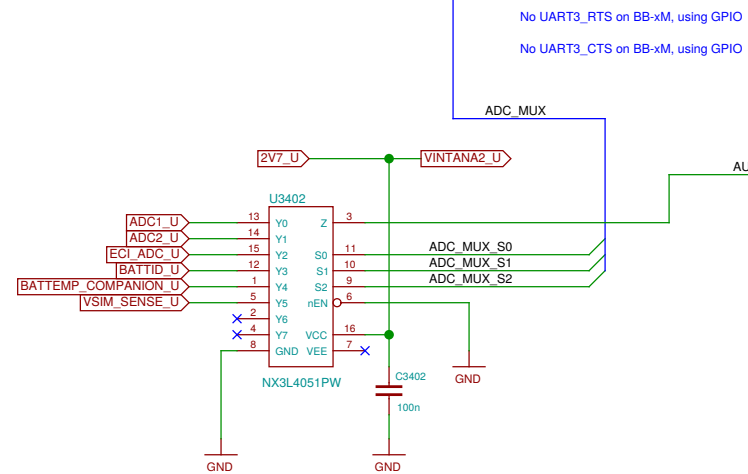 No UART3_RTS on BB-xM, using GPIO
No UART3_CTS on BB-xM, using GPIO
ADC_MUX
2V7_U
VINTANA2_U
AU
U3402
ADC1_U 13 Y0 Z 3
ADC2_U 14 Y1
ECI_ADC_U 15 Y2 S0 11 ADC_MUX_S0
BATTID_U 12 Y3 S1 10 ADC_MUX_S1
BATTEMP_COMPANION_U 1 Y4 S2 9 ADC_MUX_S2
VSIM_SENSE_U 5 Y5 nEN 6
2 Y6
4 Y7 VCC 16
8 GND VEE 7
NX3L4051PW
C3402
100n
GND
GND
GND